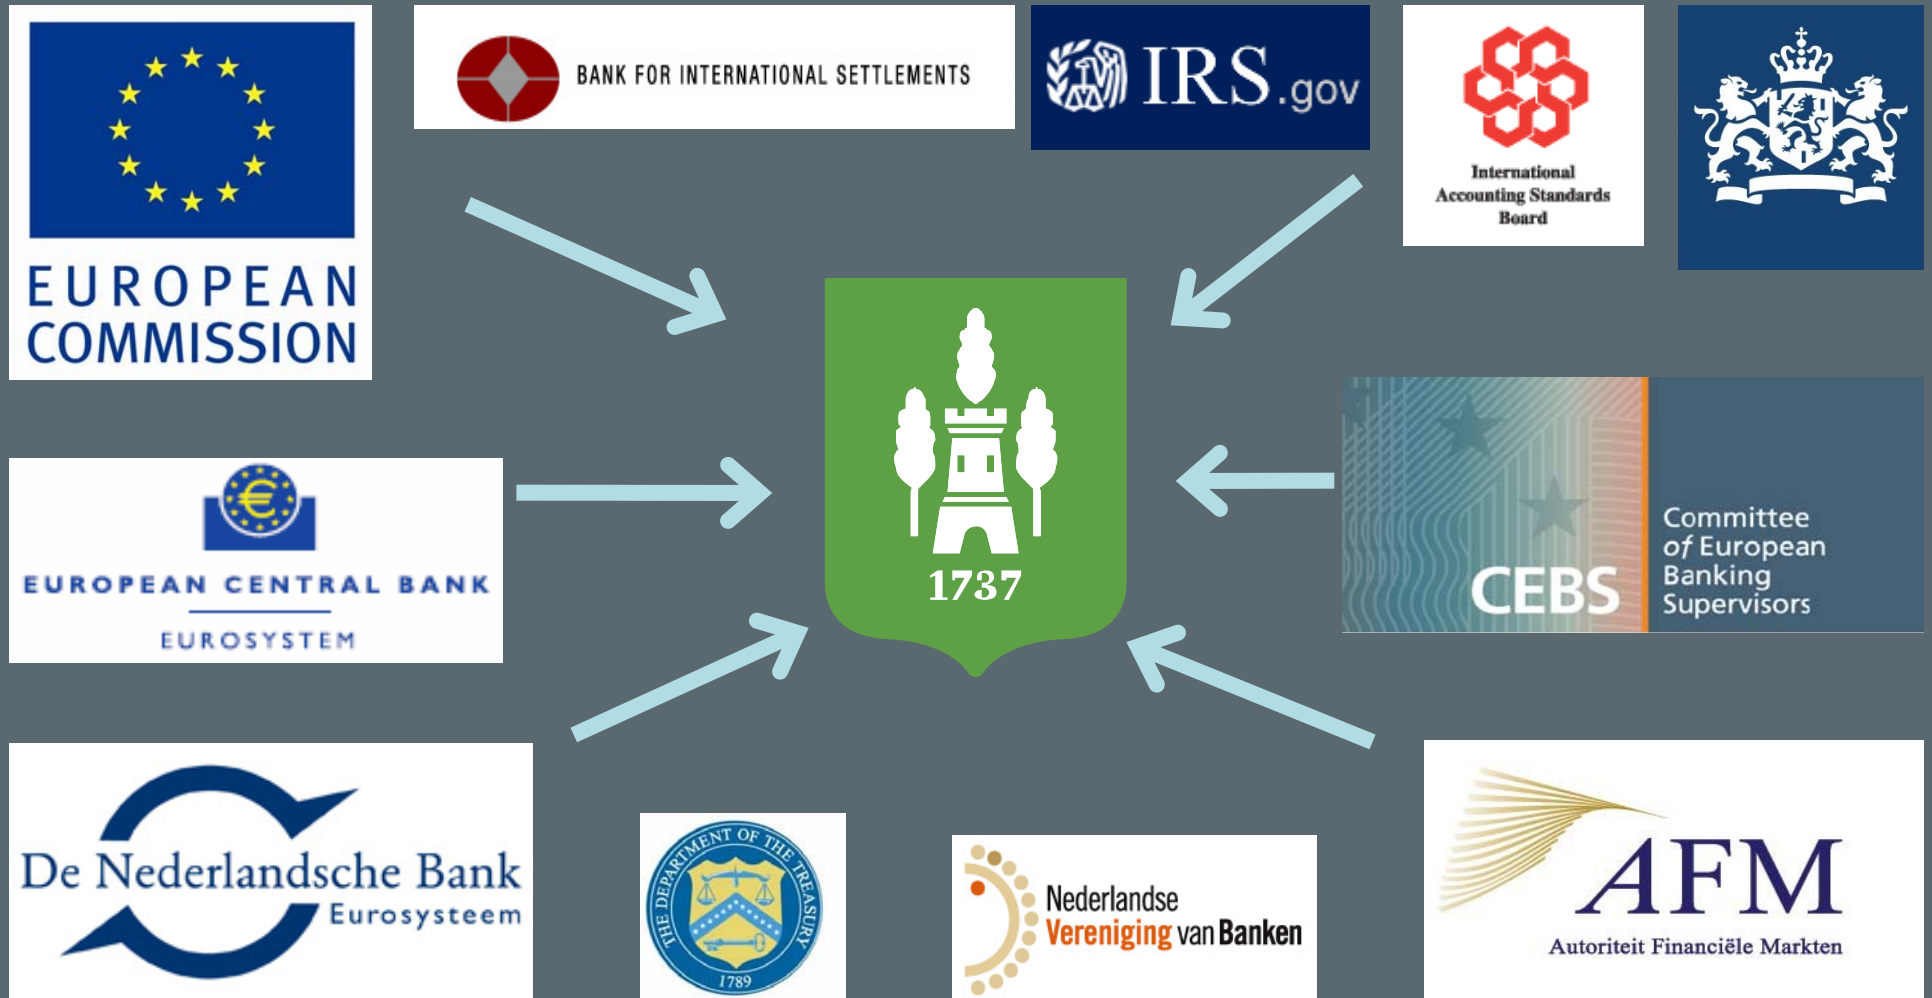 EUROPEAN
COMMISSION
BANK FOR INTERNATIONAL SETTLEMENTS
IRS.gov
International
Accounting Standards
Board
1737
EUROPEAN CENTRAL BANK
EUROSYSTEM
CEBS
Committee
of European
Banking
Supervisors
De Nederlandsche Bank
Eurosysteem
THE DEPARTMENT OF THE TREASURY
1789
Nederlandse
Vereniging van Banken
AFM
Autoriteit Financiële Markten